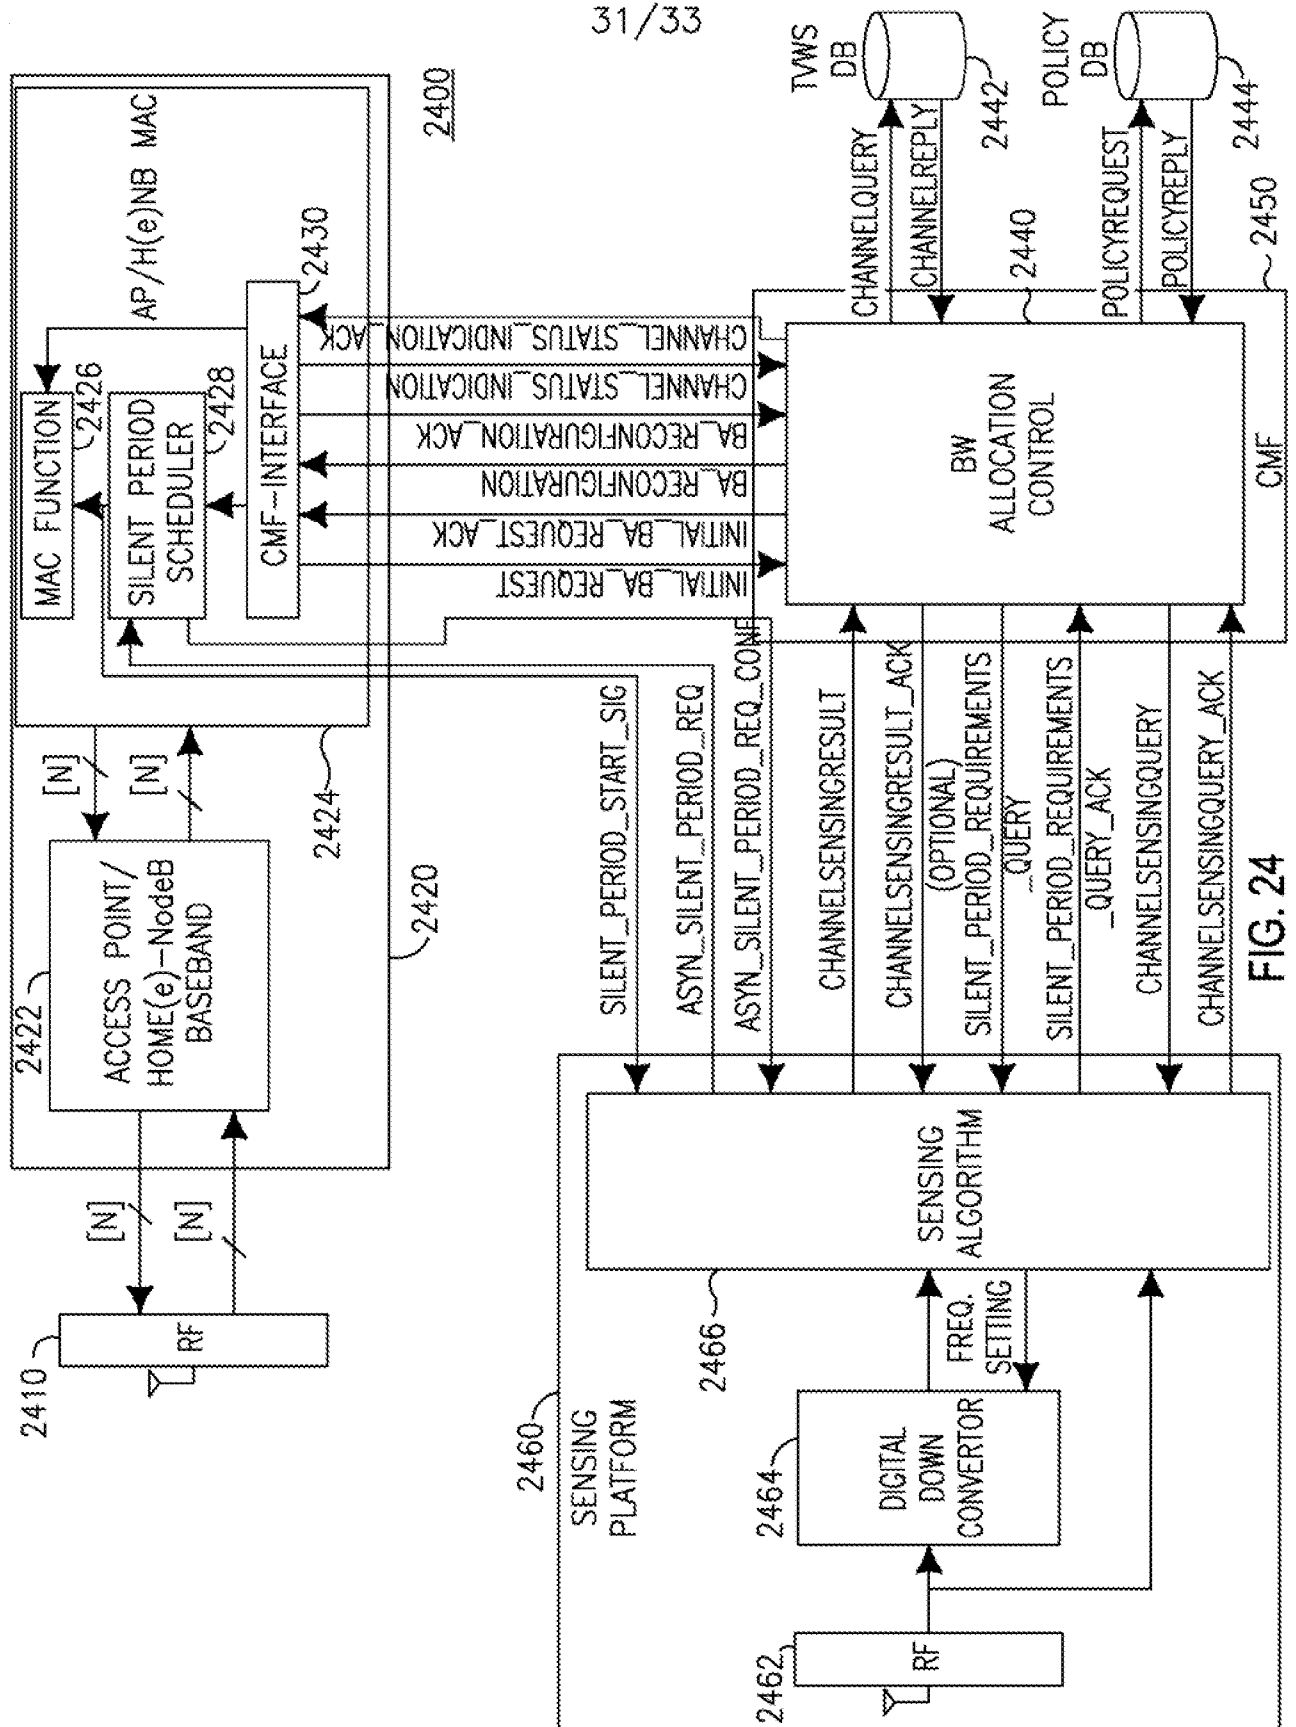 31/33
2400
2410
RF
[N]
[N]
2422
ACCESS POINT/
HOME(e)-NodeB
BASEBAND
2420
[N]
[N]
2424
AP/H(e)NB MAC
MAC FUNCTION
2426
SILENT PERIOD
SCHEDULER
2428
CMF-INTERFACE
2430
SILENT_PERIOD_START_SIG
ASYN_SILENT_PERIOD_REQ
ASYN_SILENT_PERIOD_REQ_CONF
INITIAL_BA_REQUEST
INITIAL_BA_REQUEST_ACK
BA_RECONFIGURATION
BA_RECONFIGURATION_ACK
CHANNEL_STATUS_INDICATION
CHANNEL_STATUS_INDICATION_ACK
2460
SENSING
PLATFORM
2462
RF
2464
DIGITAL
DOWN
CONVERTOR
FREQ.
SETTING
2466
SENSING
ALGORITHM
CHANNELSENSINGRESULT
CHANNELSENSINGRESULT_ACK
(OPTIONAL)
SILENT_PERIOD_REQUIREMENTS
_QUERY
SILENT_PERIOD_REQUIREMENTS
_QUERY_ACK
CHANNELSENSINGQUERY
CHANNELSENSINGQUERY_ACK
BW
ALLOCATION
CONTROL
2440
CMF
2450
CHANNELQUERY
CHANNELREPLY
TVWS
DB
2442
POLICYREQUEST
POLICYREPLY
POLICY
DB
2444
FIG. 24